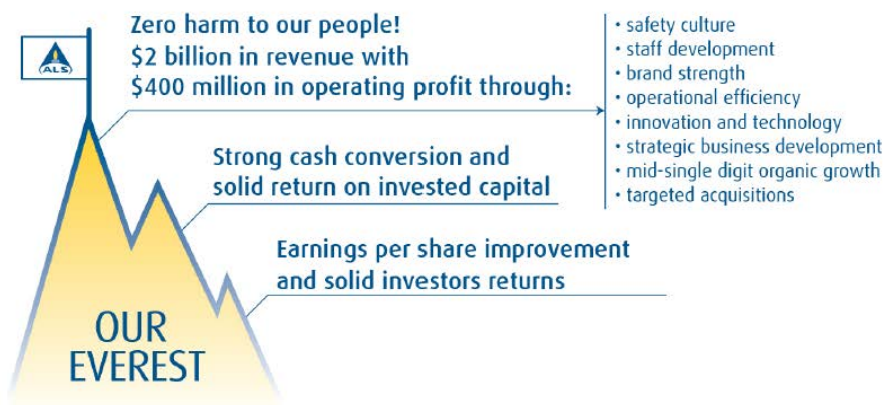 ALS
Zero harm to our people!
$2 billion in revenue with
$400 million in operating profit through:
• safety culture
• staff development
• brand strength
• operational efficiency
• innovation and technology
• strategic business development
• mid-single digit organic growth
• targeted acquisitions
Strong cash conversion and
solid return on invested capital
Earnings per share improvement
and solid investors returns
OUR
EVEREST